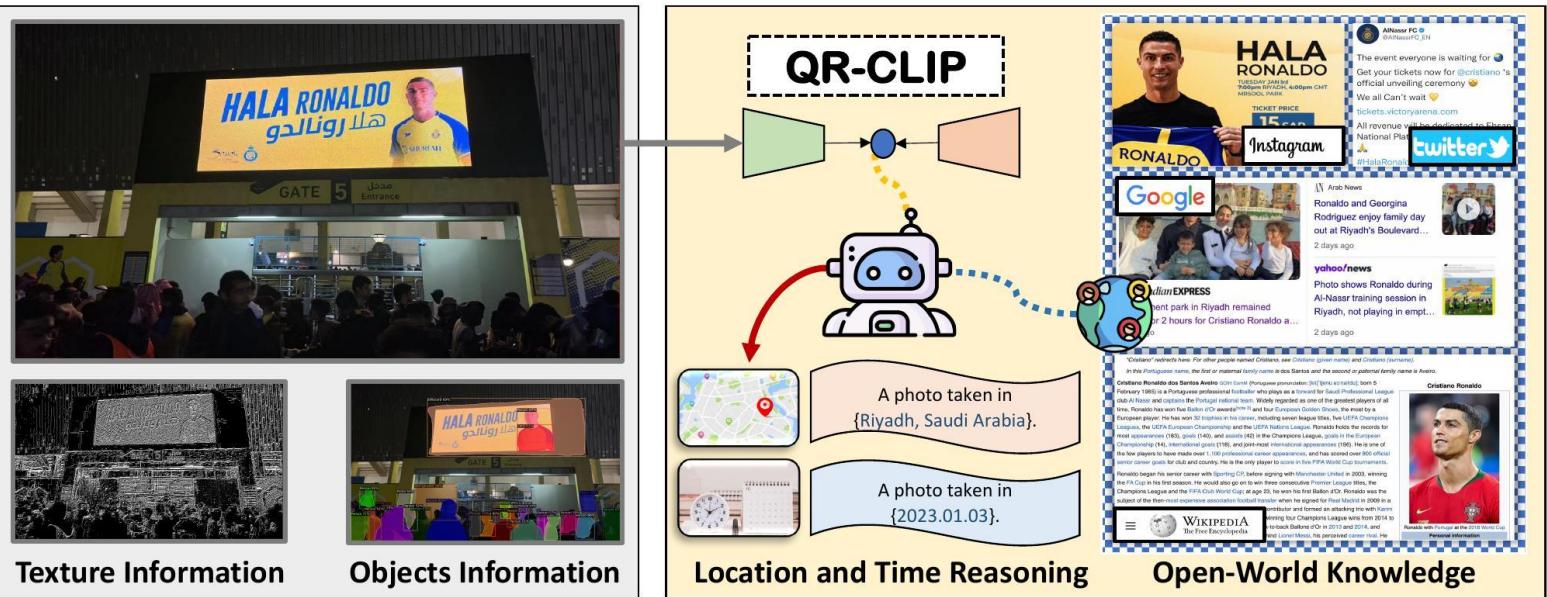 HALA RONALDO
هلا رونالدو
GATE 5 مدخل
Entrance
Texture Information
HALA RONALDO
هلا رونالدو
GATE 5
Objects Information
QR-CLIP
A photo taken in
{Riyadh, Saudi Arabia}.
A photo taken in
{2023.01.03}.
Location and Time Reasoning
HALA
RONALDO
TUESDAY JAN 3rd
7:00pm RIYADH, 4:00pm GMT
MRSOOL PARK
TICKET PRICE
15 SAR
RONALDO
Instagram
AlNassr FC
@AlNassrFC_EN
The event everyone is waiting for
Get your tickets now for @cristiano 's
official unveiling ceremony
We all Can't wait
tickets.victoryarena.com
All revenue will be dedicated to Ehsan
National Plat
#HalaRonald
twitter
Google
AN Arab News
Ronaldo and Georgina
Rodriguez enjoy family day
out at Riyadh's Boulevard...
2 days ago
yahoo!news
Photo shows Ronaldo during
Al-Nassr training session in
Riyadh, not playing in empt...
2 days ago
dian EXPRESS
ent park in Riyadh remained
or 2 hours for Cristiano Ronaldo a...
"Cristiano" redirects here. For other people named Cristiano, see Cristiano (given name) and Cristiano (surname).
In this Portuguese name, the first or maternal family name is dos Santos and the second or paternal family name is Aveiro.
Cristiano Ronaldo dos Santos Aveiro
February 1985) is a Portuguese professional footballer who plays as a forward for Saudi Professional League
club Al Nassr and captains the Portugal national team. Widely regarded as one of the greatest players of all
time, Ronaldo has won five Ballon d'Or awards and four European Golden Shoes, the most by a
European player. He has won 32 trophies in his career, including seven league titles, five UEFA Champions
Leagues, the UEFA European Championship and the UEFA Nations League. Ronaldo holds the records for
most appearances (183), goals (140), and assists (42) in the Champions League, goals in the European
Championship (14), international goals (118), and joint-most international appearances (196). He is one of
the few players to have made over 1,100 professional career appearances, and has scored over 800 official
senior career goals for club and country. He is the only player to score in five FIFA World Cup tournaments.
Ronaldo began his senior career with Sporting CP, before signing with Manchester United in 2003, winning
the FA Cup in his first season. He would also go on to win three consecutive Premier League titles, the
Champions League and the FIFA Club World Cup; at age 23, he won his first Ballon d'Or. Ronaldo was the
subject of the then-most expensive association football transfer when he signed for Real Madrid in 2009 in a
ontributor and formed an attacking trio with Karim
winning four Champions League wins from 2014 to
-to-back Ballons d'Or in 2013 and 2014, and
ind Lionel Messi, his perceived career rival. He
WIKIPEDIA
The Free Encyclopedia
Cristiano Ronaldo
Ronaldo with Portugal at the 2018 World Cup
Personal information
Open-World Knowledge